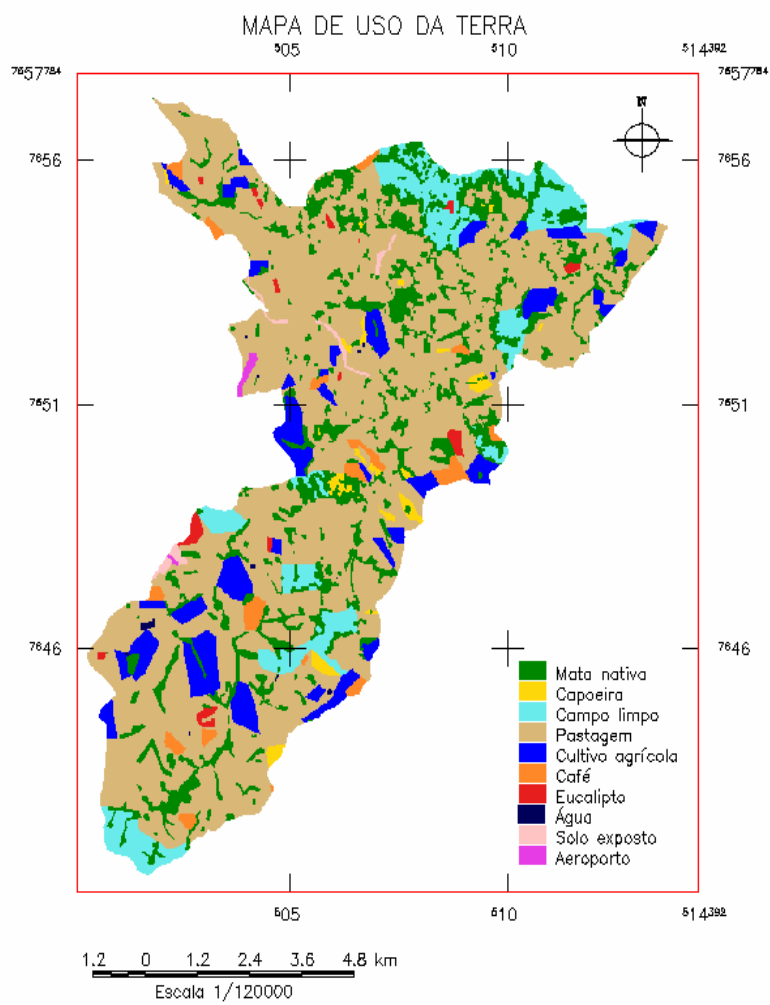 MAPA DE USO DA TERRA
505 510 514392
7657784 7657784
N
7656 7656
7651 7651
7646 7646
Mata nativa
Capoeira
Campo limpo
Pastagem
Cultivo agrícola
Café
Eucalipto
Água
Solo exposto
Aeroporto
505 510 514392
1.2 0 1.2 2.4 3.6 4.8 km
Escala 1/120000